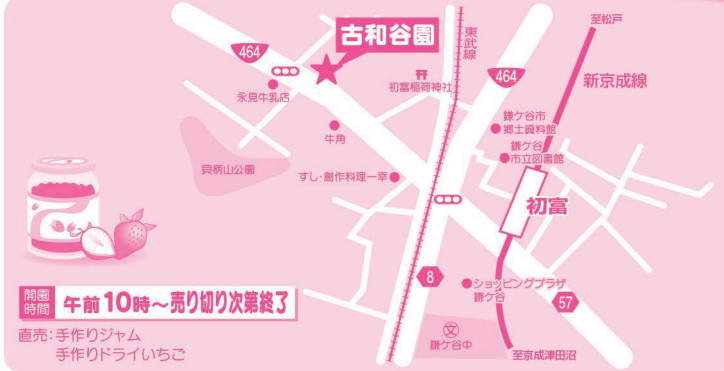 古和谷園
464
永見牛乳店
牛角
貝柄山公園
すし・創作料理一幸
初富稲荷神社
東武線
464
至松戸
新京成線
鎌ケ谷市
郷土資料館
鎌ケ谷
市立図書館
初富
8
ショッピングプラザ
鎌ケ谷
57
文
鎌ケ谷中
至京成津田沼
開園時間 午前10時~売り切り次第終了
直売:手作りジャム
手作りドライいちご